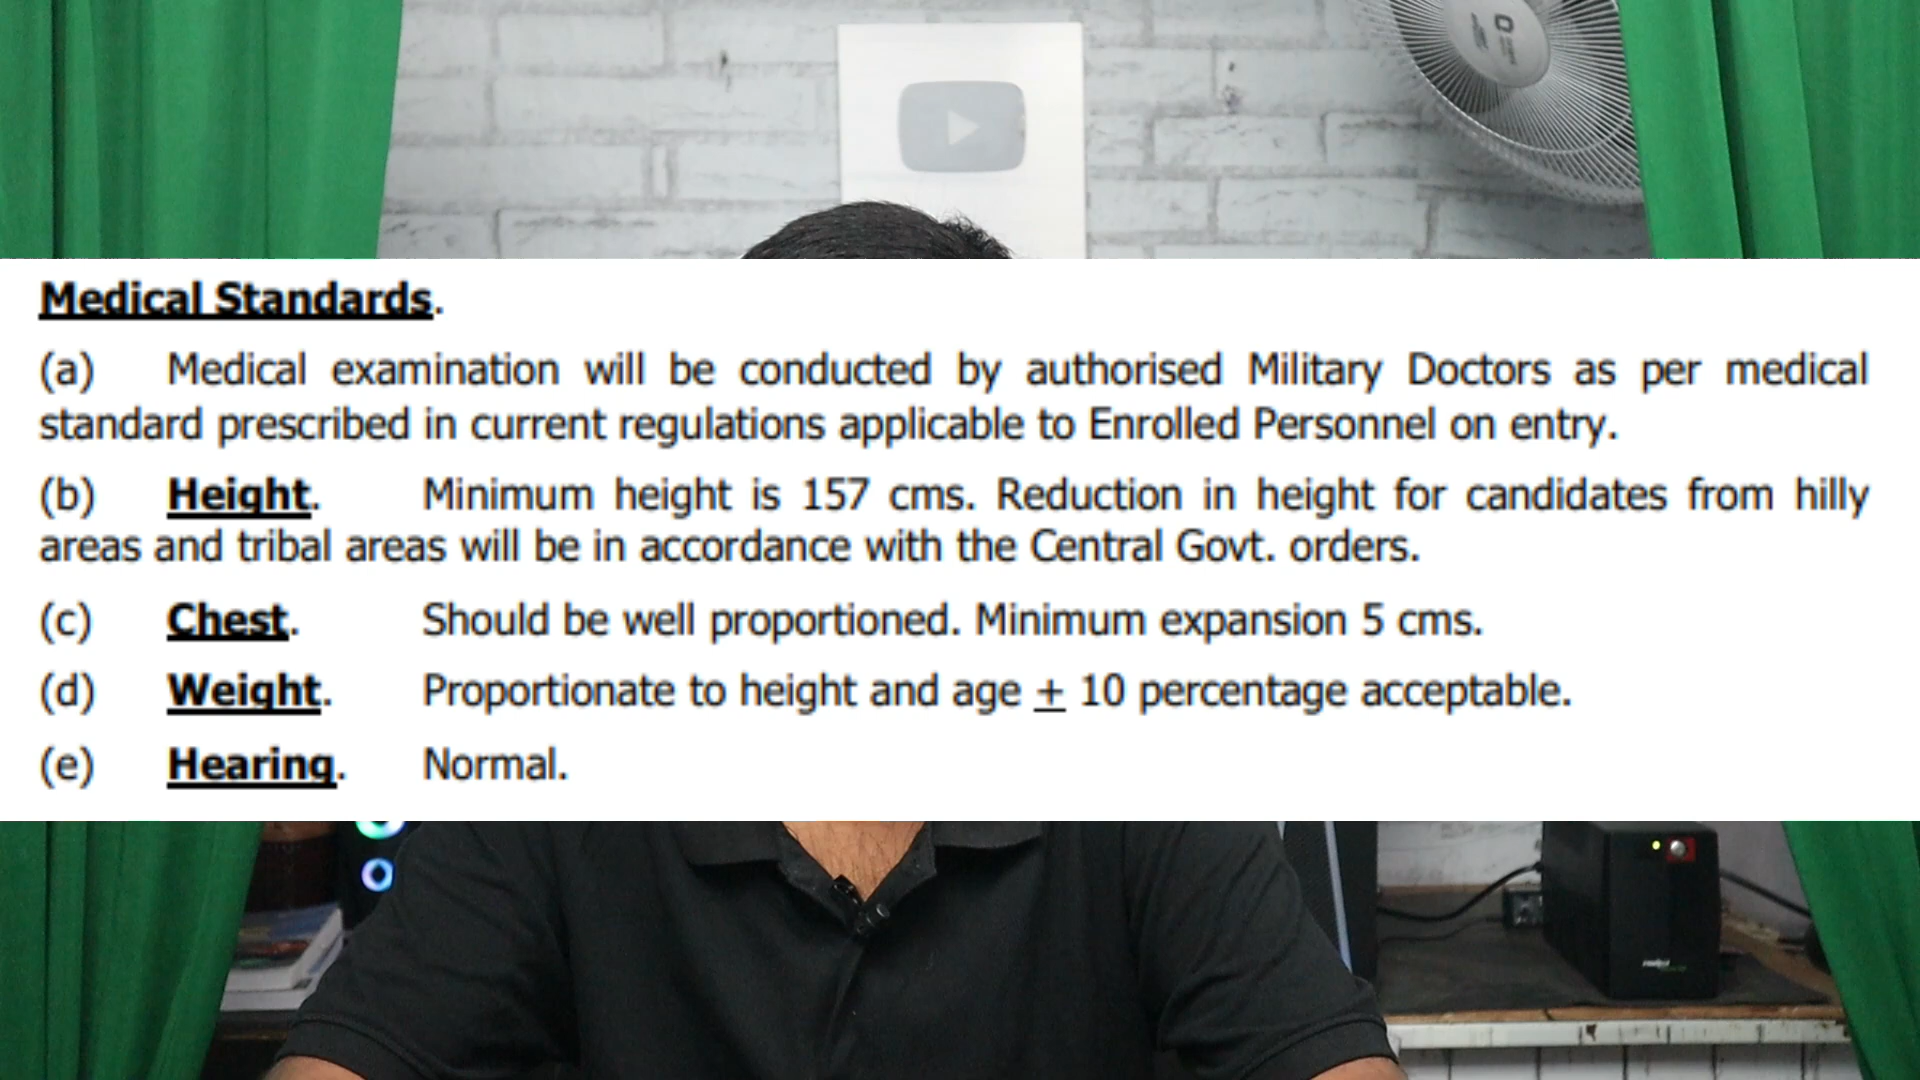 Medical Standards.
(a) Medical examination will be conducted by authorised Military Doctors as per medical
standard prescribed in current regulations applicable to Enrolled Personnel on entry.
(b) Height. Minimum height is 157 cms. Reduction in height for candidates from hilly
areas and tribal areas will be in accordance with the Central Govt. orders.
(c) Chest. Should be well proportioned. Minimum expansion 5 cms.
(d) Weight. Proportionate to height and age ± 10 percentage acceptable.
(e) Hearing. Normal.